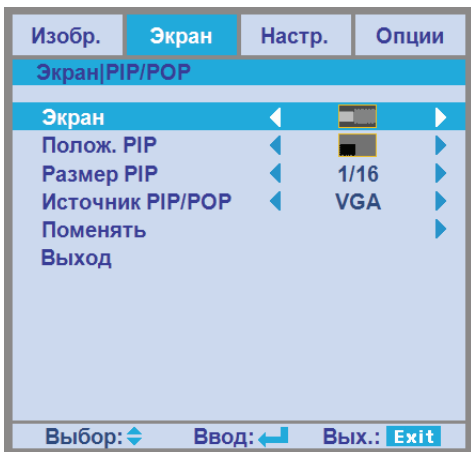 Изобр. Экран Настр. Опции
Экран|PIP/POP
Экран
Полож. PIP
Размер PIP 1/16
Источник PIP/POP VGA
Поменять
Выход
Выбор: Ввод: Вых.: Exit